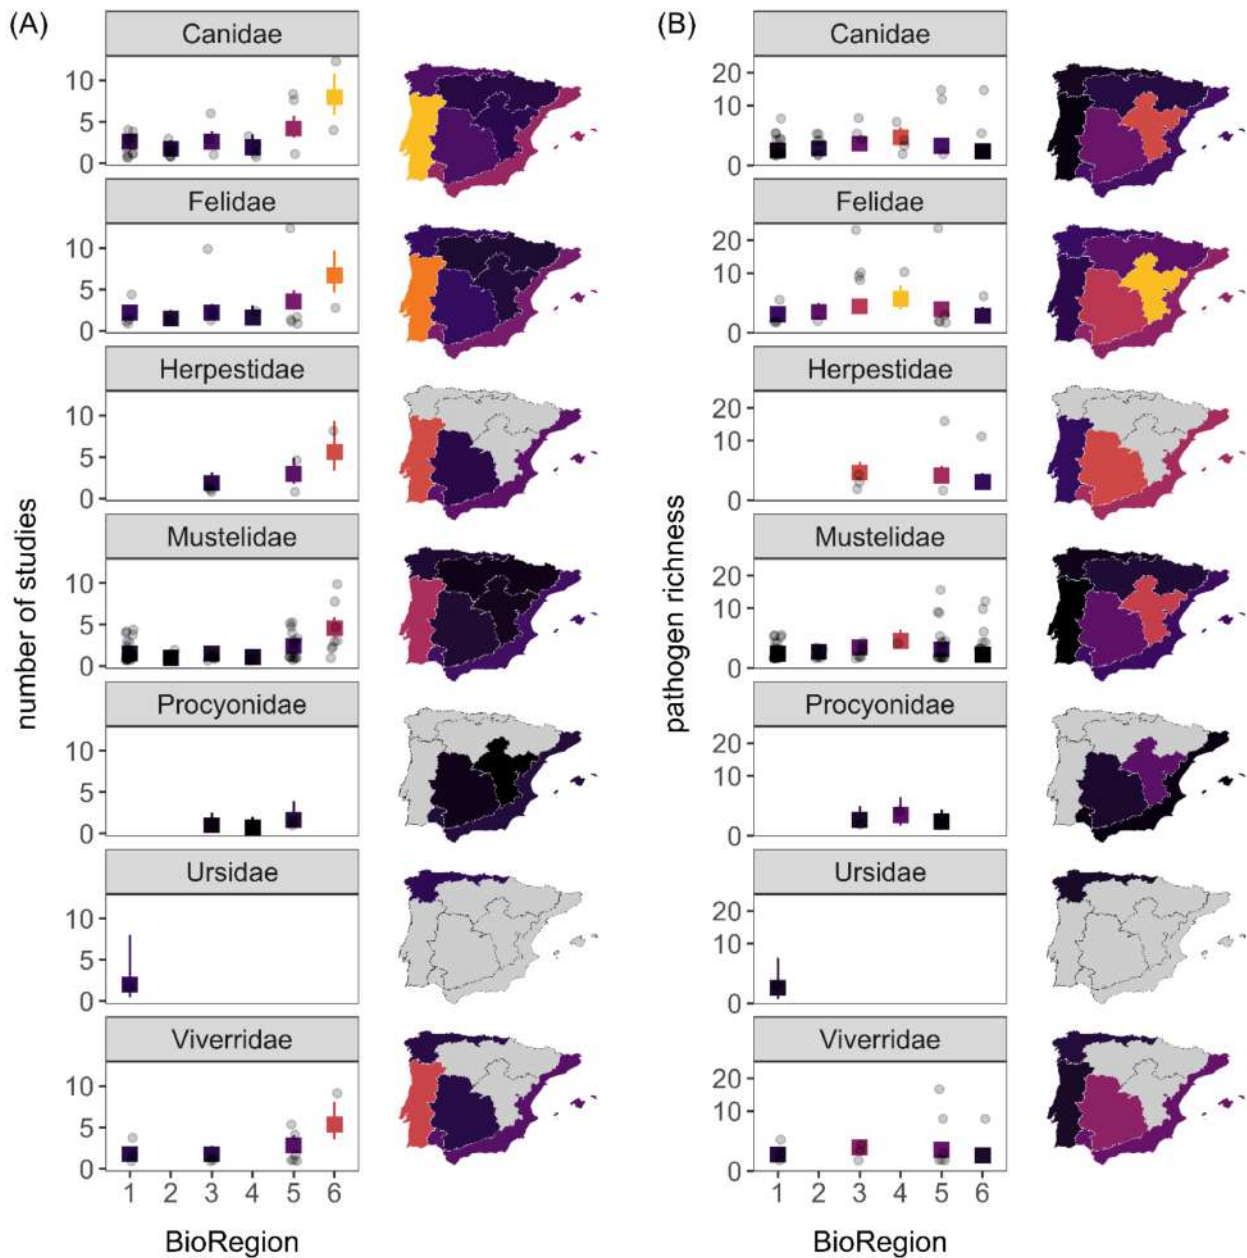 (A)
Canidae
10
5
0
Felidae
10
5
0
Herpestidae
10
5
0
Mustelidae
10
5
0
Procyonidae
10
5
0
Ursidae
10
5
0
Viverridae
10
5
0
1 2 3 4 5 6
BioRegion
number of studies
(B)
Canidae
20
10
0
Felidae
20
10
0
Herpestidae
20
10
0
Mustelidae
20
10
0
Procyonidae
20
10
0
Ursidae
20
10
0
Viverridae
20
10
0
1 2 3 4 5 6
BioRegion
pathogen richness